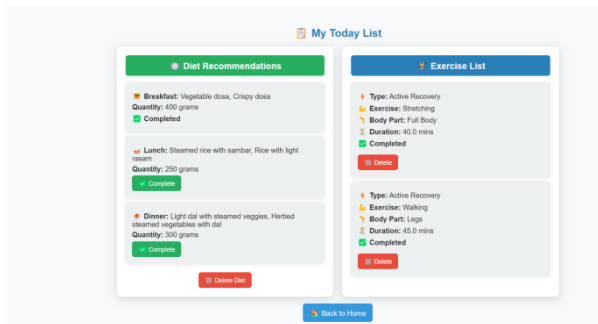 My Today List
Diet Recommendations
Breakfast: Vegetable dosa, Crispy dosa
Quantity: 400 grams
Completed
Lunch: Steamed rice with sambar, Rice with light
rasam
Quantity: 250 grams
Complete
Dinner: Light dal with steamed veggies, Herbed
steamed vegetables with dal
Quantity: 300 grams
Complete
Delete Diet
Exercise List
Type: Active Recovery
Exercise: Stretching
Body Part: Full Body
Duration: 40.0 mins
Completed
Delete
Type: Active Recovery
Exercise: Walking
Body Part: Legs
Duration: 45.0 mins
Completed
Delete
Back to Home